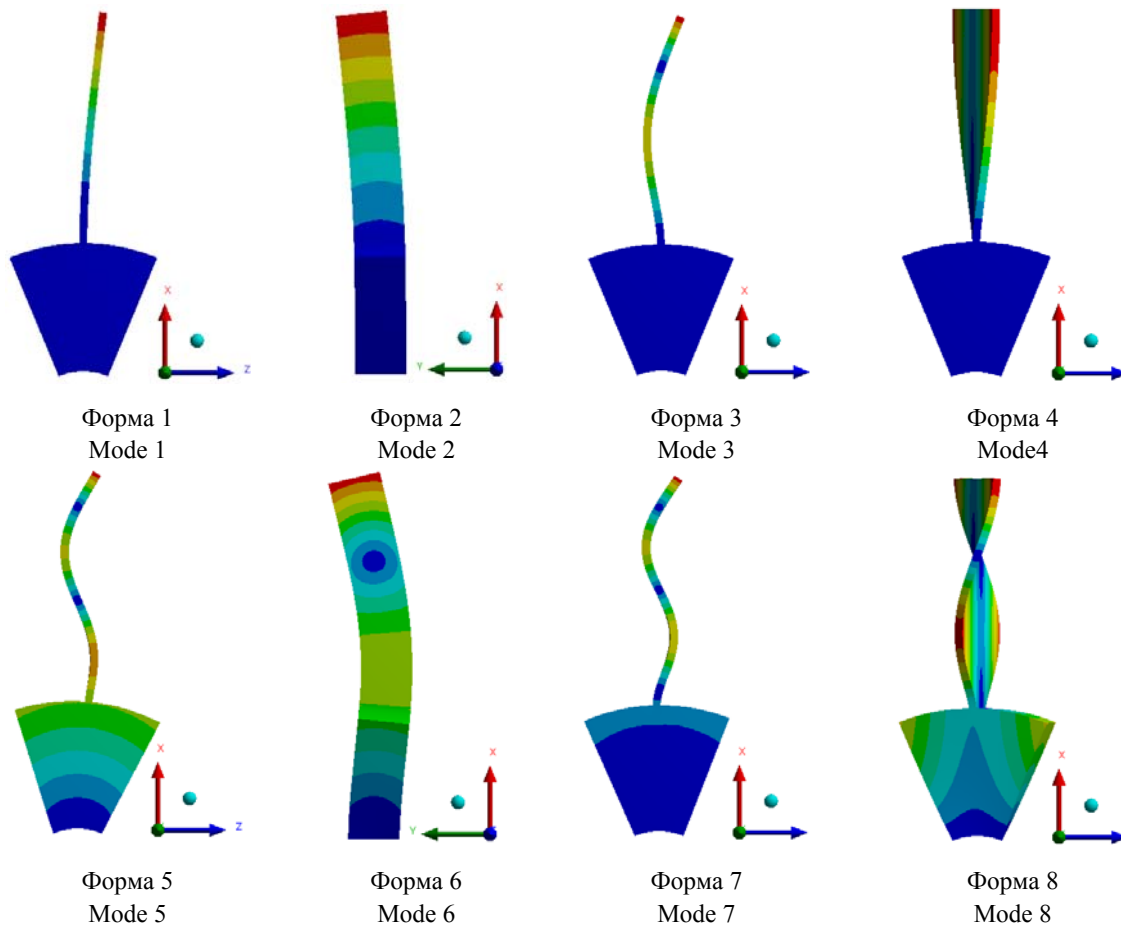 X
Z
Форма 1
Mode 1
X
Y
Форма 2
Mode 2
X
Форма 3
Mode 3
X
Форма 4
Mode4
X
Z
Форма 5
Mode 5
X
Y
Форма 6
Mode 6
X
Форма 7
Mode 7
X
Форма 8
Mode 8